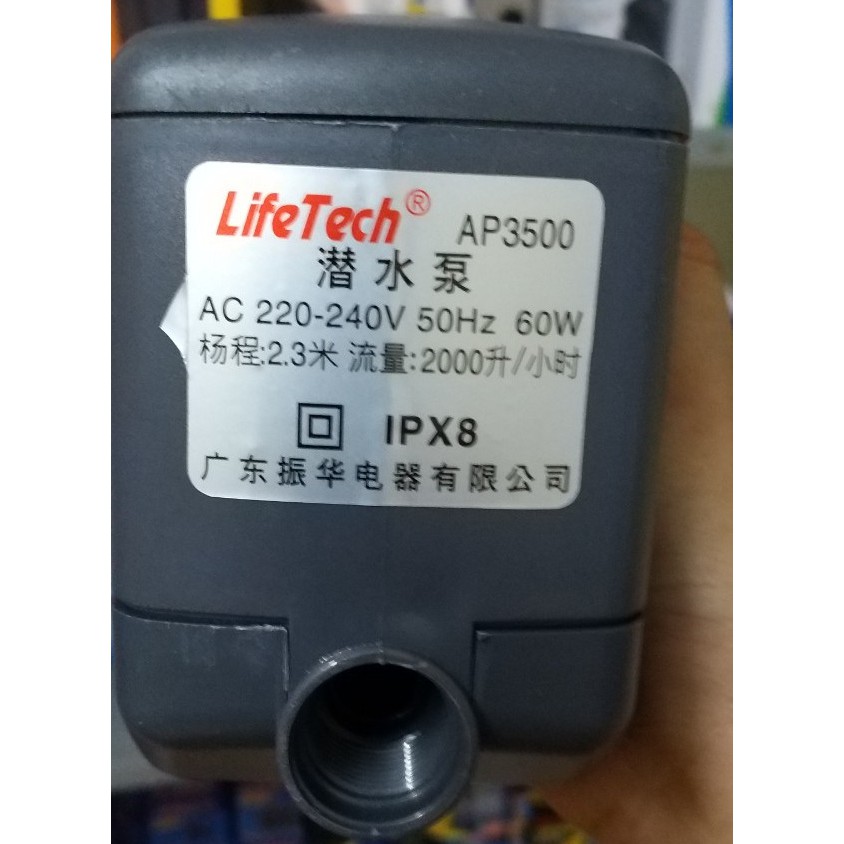 LifeTech® AP3500
潜水泵
AC 220-240V 50Hz 60W
杨程:2.3米 流量:2000升/小时
IPX8
广东振华电器有限公司